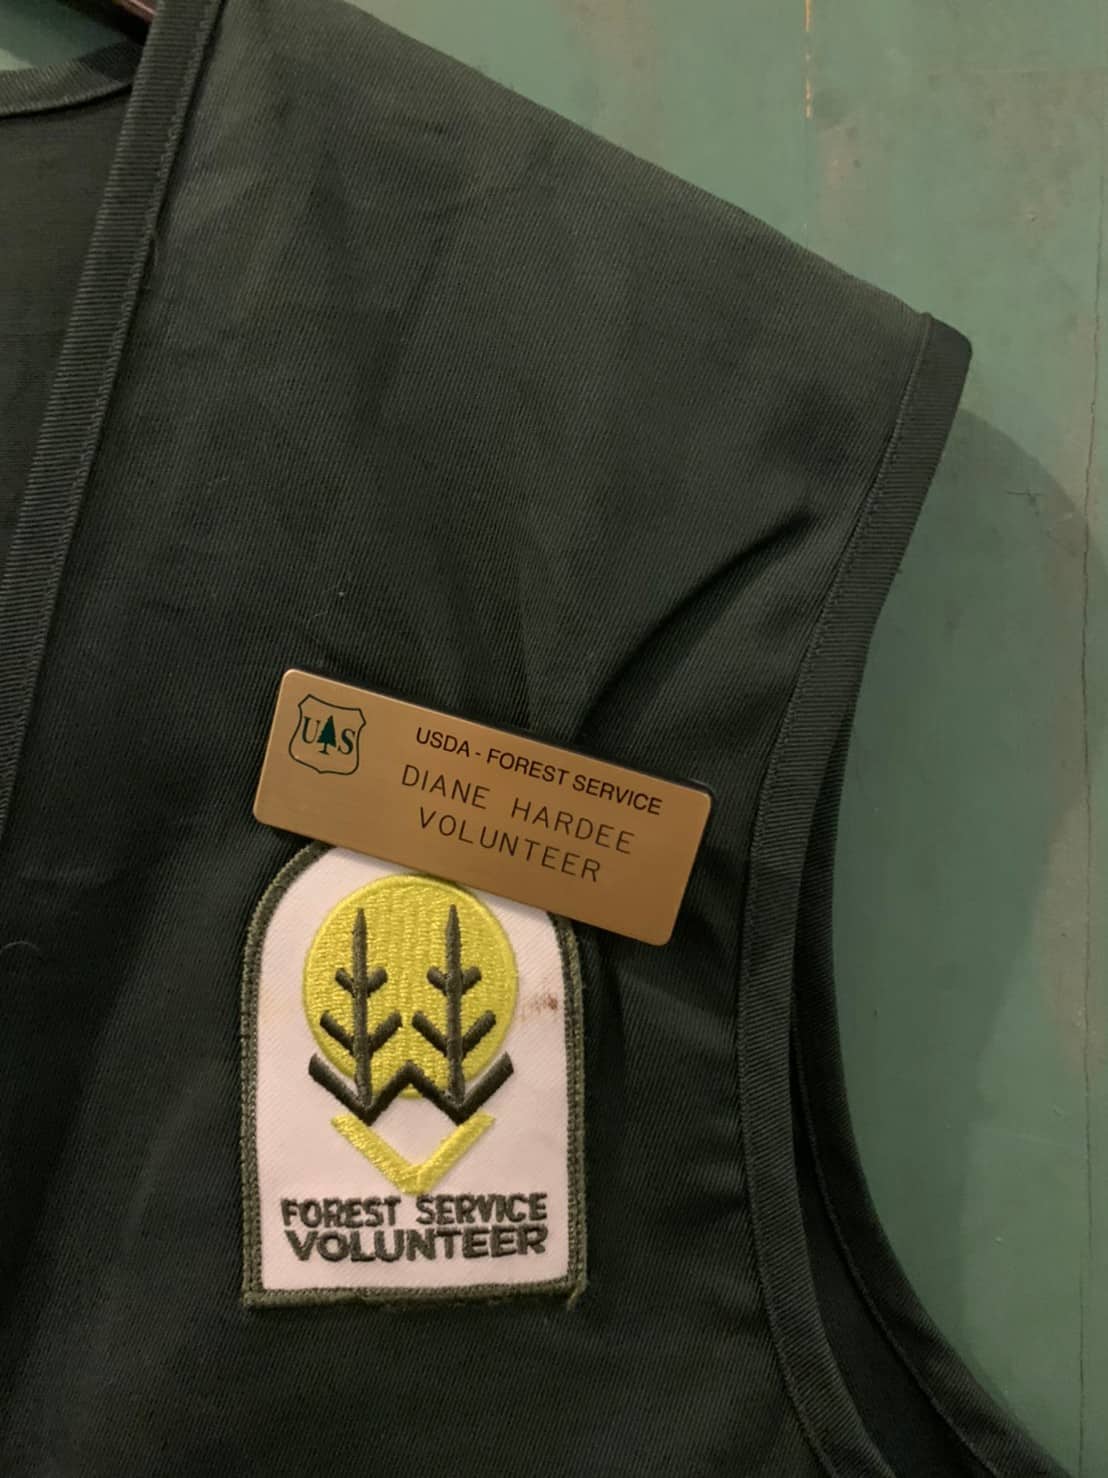 U S
USDA - FOREST SERVICE
DIANE HARDEE
VOLUNTEER
FOREST SERVICE
VOLUNTEER